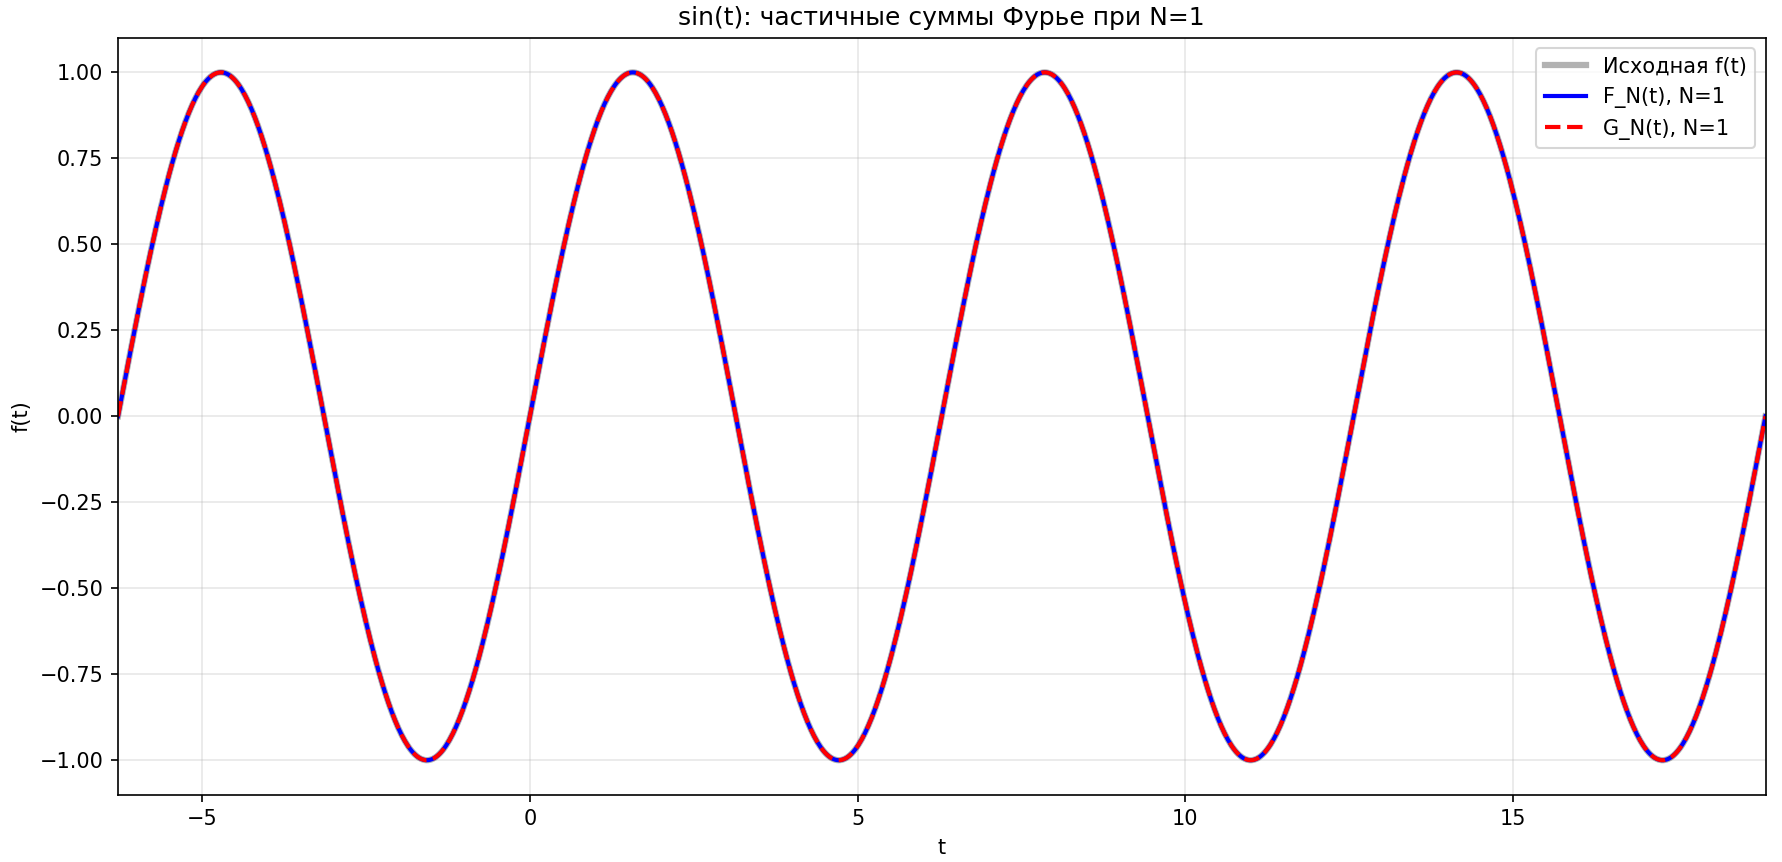 sin(t): частичные суммы Фурье при N=1
Исходная f(t)
F_N(t), N=1
G_N(t), N=1
1.00
0.75
0.50
0.25
0.00
−0.25
−0.50
−0.75
−1.00
f(t)
−5 0 5 10 15
t